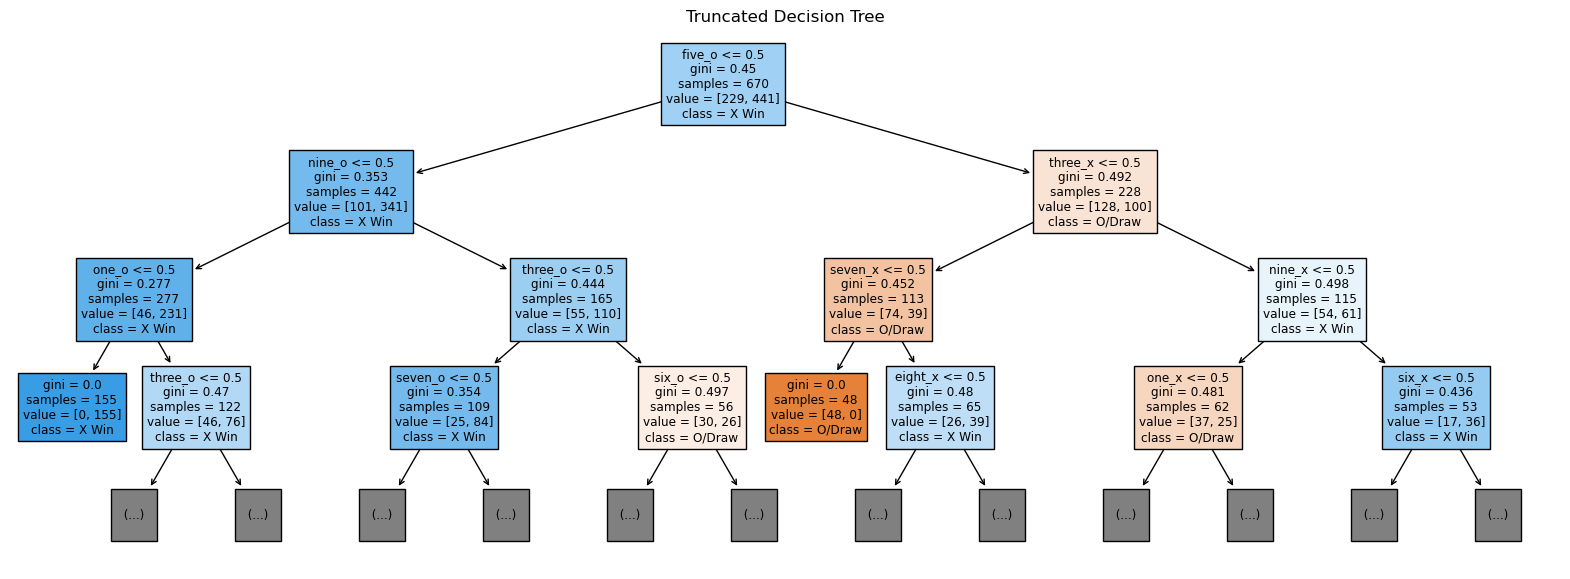 Truncated Decision Tree
five_o <= 0.5
gini = 0.45
samples = 670
value = [229, 441]
class = X Win
nine_o <= 0.5
gini = 0.353
samples = 442
value = [101, 341]
class = X Win
three_x <= 0.5
gini = 0.492
samples = 228
value = [128, 100]
class = O/Draw
one_o <= 0.5
gini = 0.277
samples = 277
value = [46, 231]
class = X Win
three_o <= 0.5
gini = 0.444
samples = 165
value = [55, 110]
class = X Win
seven_x <= 0.5
gini = 0.452
samples = 113
value = [74, 39]
class = O/Draw
nine_x <= 0.5
gini = 0.498
samples = 115
value = [54, 61]
class = X Win
gini = 0.0
samples = 155
value = [0, 155]
class = X Win
three_o <= 0.5
gini = 0.47
samples = 122
value = [46, 76]
class = X Win
seven_o <= 0.5
gini = 0.354
samples = 109
value = [25, 84]
class = X Win
six_o <= 0.5
gini = 0.497
samples = 56
value = [30, 26]
class = O/Draw
gini = 0.0
samples = 48
value = [48, 0]
class = O/Draw
eight_x <= 0.5
gini = 0.48
samples = 65
value = [26, 39]
class = X Win
one_x <= 0.5
gini = 0.481
samples = 62
value = [37, 25]
class = O/Draw
six_x <= 0.5
gini = 0.436
samples = 53
value = [17, 36]
class = X Win
(...)
(...)
(...)
(...)
(...)
(...)
(...)
(...)
(...)
(...)
(...)
(...)